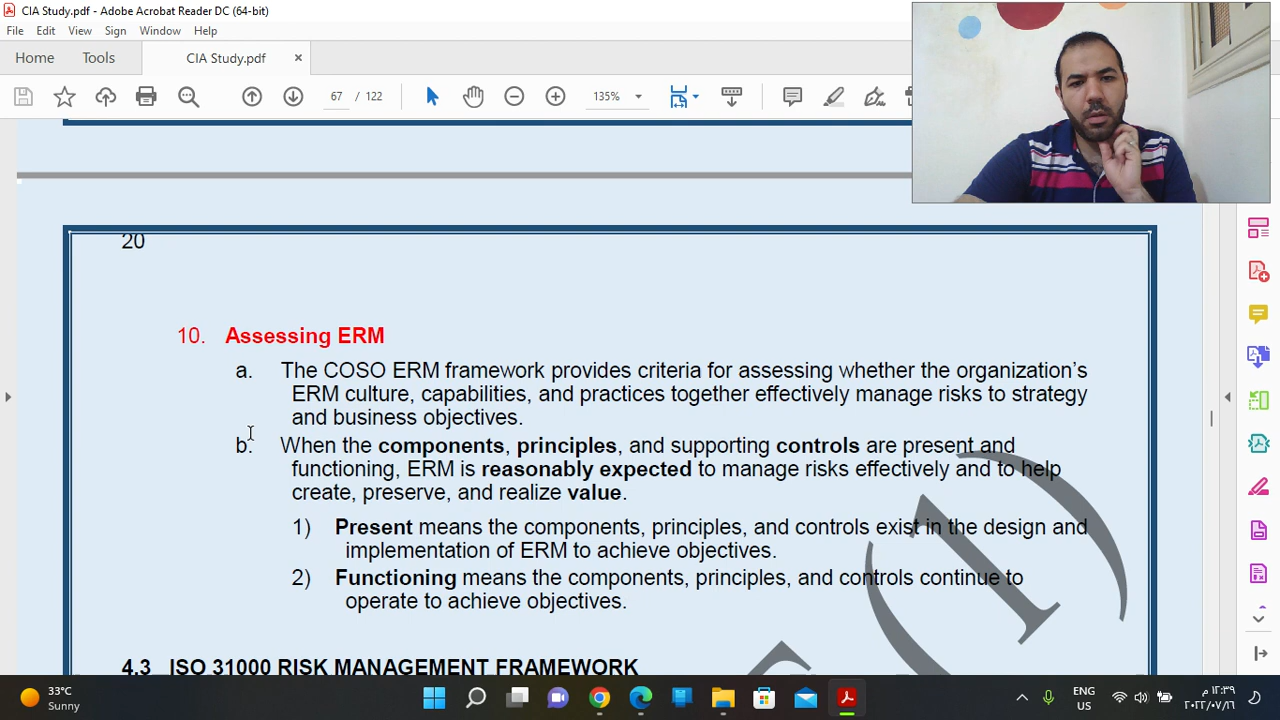 CIA Study.pdf - Adobe Acrobat Reader DC (64-bit)
File Edit View Sign Window Help
Home Tools CIA Study.pdf ×
67 / 122 135%
20
10. Assessing ERM
a. The COSO ERM framework provides criteria for assessing whether the organization's
ERM culture, capabilities, and practices together effectively manage risks to strategy
and business objectives.
b. When the components, principles, and supporting controls are present and
functioning, ERM is reasonably expected to manage risks effectively and to help
create, preserve, and realize value.
1) Present means the components, principles, and controls exist in the design and
implementation of ERM to achieve objectives.
2) Functioning means the components, principles, and controls continue to
operate to achieve objectives.
4.3 ISO 31000 RISK MANAGEMENT FRAMEWORK
33°C
Sunny
ENG
US
١٢:٣٩ م
٢٠٢٢/٠٧/١٦